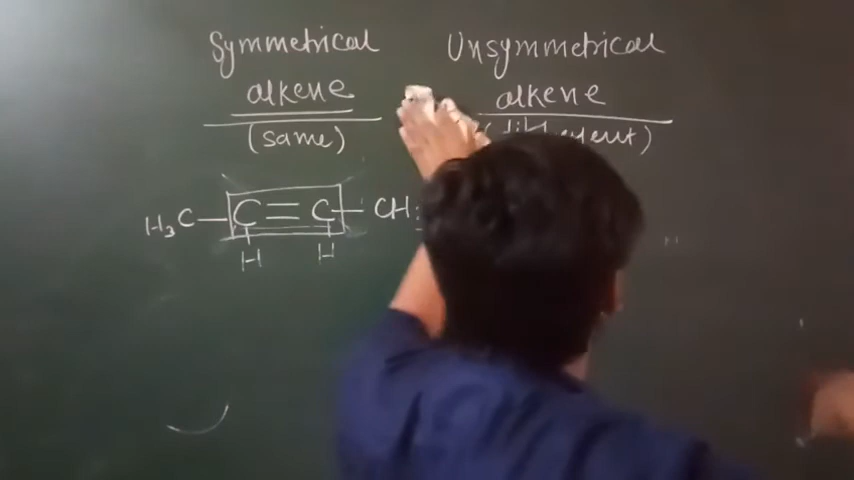 Symmetrical
alkene
(same)
Unsymmetrical
alkene
H₃C—C=C—CH
H H